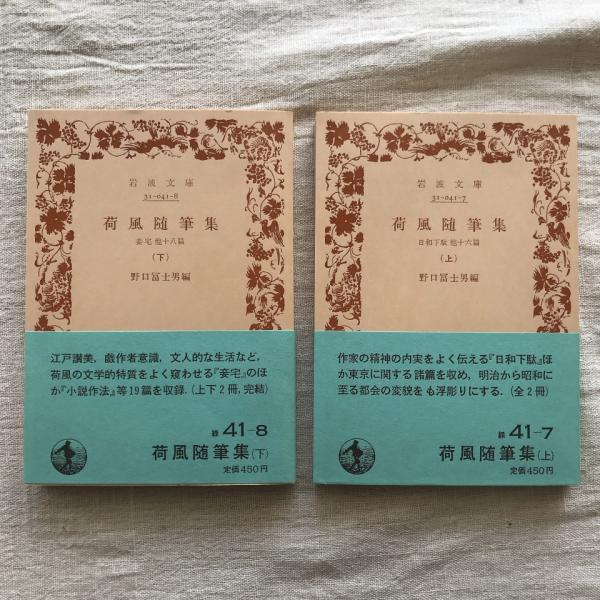 岩波文庫
31-041-8
荷風随筆集
妾宅 他十八篇
(下)
野口冨士男編
江戸讃美,戯作者意識,文人的な生活など,
荷風の文学的特質をよく窺わせる『妾宅』のほ
か『小説作法』等19篇を収録.(上下2冊,完結)
緑 41-8
荷風随筆集(下)
定価450円
岩波文庫
31-041-7
荷風随筆集
日和下駄 他十六篇
(上)
野口冨士男編
作家の精神の内実をよく伝える『日和下駄』ほ
か東京に関する諸篇を収め,明治から昭和に
至る都会の変貌をも浮彫りにする.(全2冊)
緑 41-7
荷風随筆集(上)
定価450円